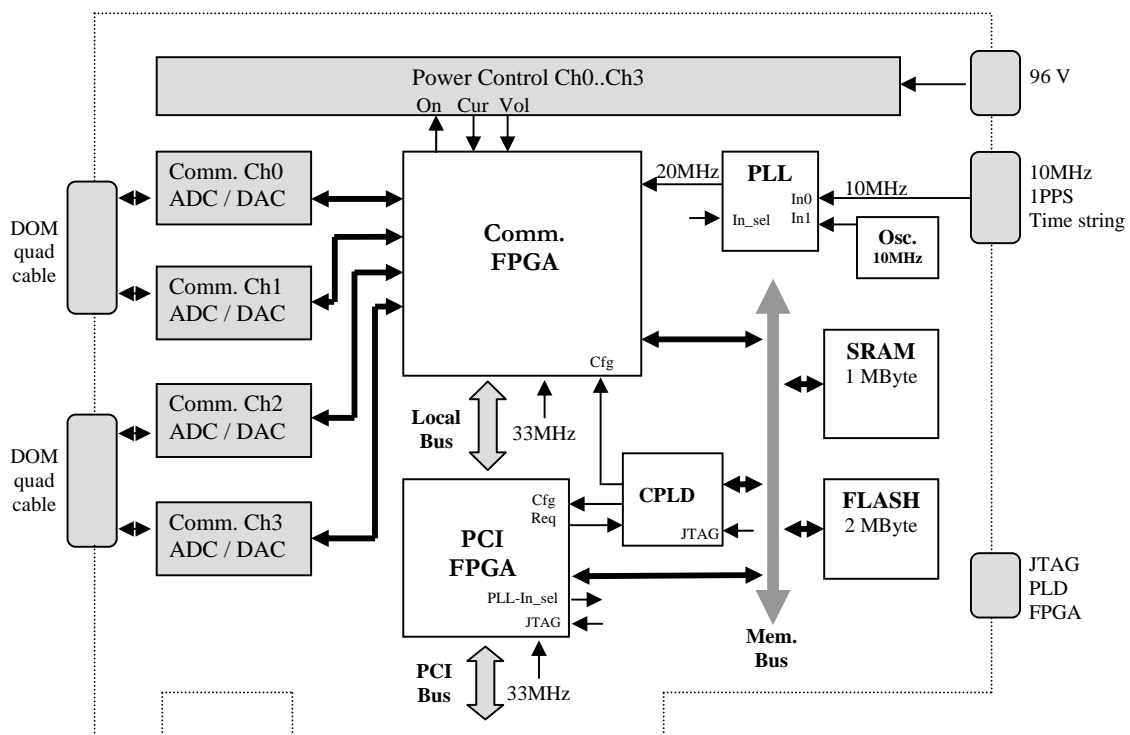 Power Control Ch0..Ch3
On Cur Vol
96 V
Comm. Ch0
ADC / DAC
Comm. Ch1
ADC / DAC
Comm. Ch2
ADC / DAC
Comm. Ch3
ADC / DAC
DOM
quad
cable
DOM
quad
cable
Comm.
FPGA
Cfg
20MHz
PLL
In0
In1
In_sel
10MHz
Osc.
10MHz
10MHz
1PPS
Time string
SRAM
1 MByte
FLASH
2 MByte
Local
Bus
33MHz
CPLD
JTAG
Cfg
Req
PCI
FPGA
PLL-In_sel
JTAG
Mem.
Bus
JTAG
PLD
FPGA
PCI
Bus
33MHz